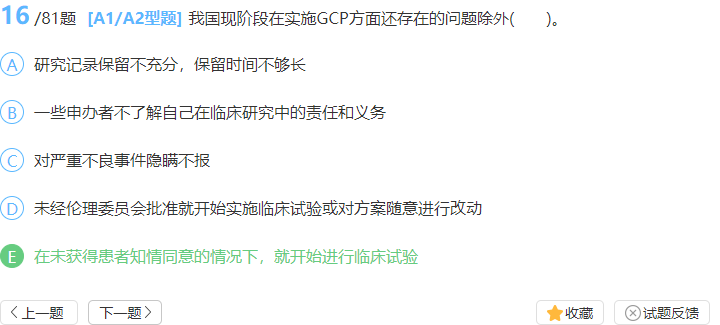 16/81题 [A1/A2型题] 我国现阶段在实施GCP方面还存在的问题除外(  )。
A 研究记录保留不充分，保留时间不够长
B 一些申办者不了解自己在临床研究中的责任和义务
C 对严重不良事件隐瞒不报
D 未经伦理委员会批准就开始实施临床试验或对方案随意进行改动
E 在未获得患者知情同意的情况下，就开始进行临床试验
上一题 下一题 收藏 试题反馈